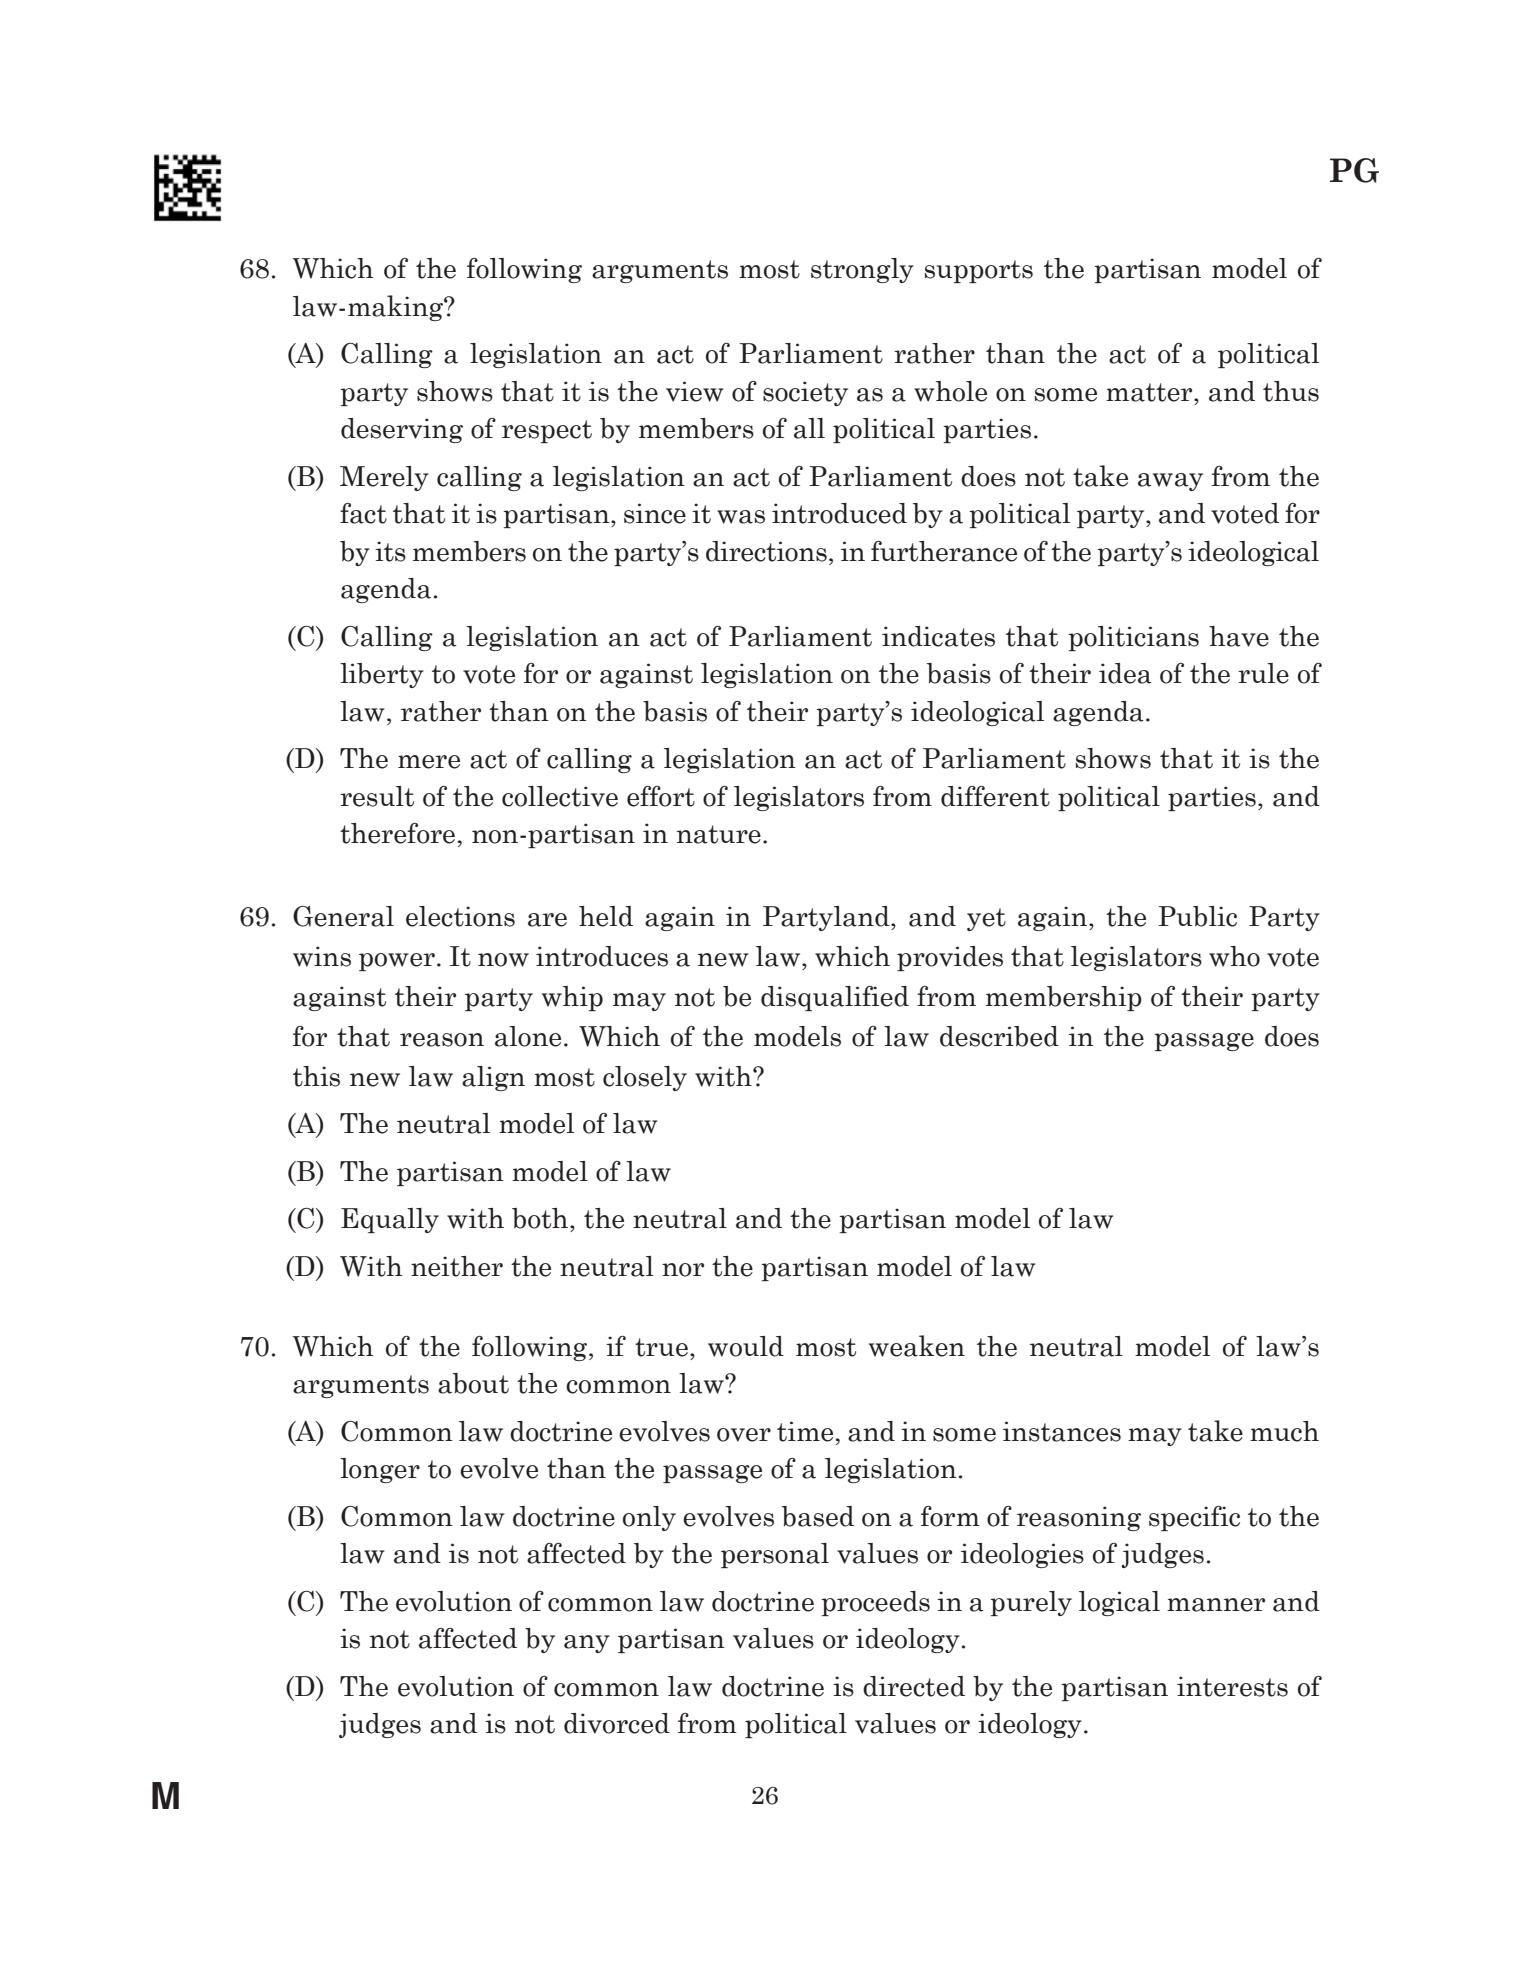 PG
68. Which of the following arguments most strongly supports the partisan model of
law-making?
(A) Calling a legislation an act of Parliament rather than the act of a political
party shows that it is the view of society as a whole on some matter, and thus
deserving of respect by members of all political parties.
(B) Merely calling a legislation an act of Parliament does not take away from the
fact that it is partisan, since it was introduced by a political party, and voted for
by its members on the party’s directions, in furtherance of the party’s ideological
agenda.
(C) Calling a legislation an act of Parliament indicates that politicians have the
liberty to vote for or against legislation on the basis of their idea of the rule of
law, rather than on the basis of their party’s ideological agenda.
(D) The mere act of calling a legislation an act of Parliament shows that it is the
result of the collective effort of legislators from different political parties, and
therefore, non-partisan in nature.
69. General elections are held again in Partyland, and yet again, the Public Party
wins power. It now introduces a new law, which provides that legislators who vote
against their party whip may not be disqualified from membership of their party
for that reason alone. Which of the models of law described in the passage does
this new law align most closely with?
(A) The neutral model of law
(B) The partisan model of law
(C) Equally with both, the neutral and the partisan model of law
(D) With neither the neutral nor the partisan model of law
70. Which of the following, if true, would most weaken the neutral model of law’s
arguments about the common law?
(A) Common law doctrine evolves over time, and in some instances may take much
longer to evolve than the passage of a legislation.
(B) Common law doctrine only evolves based on a form of reasoning specific to the
law and is not affected by the personal values or ideologies of judges.
(C) The evolution of common law doctrine proceeds in a purely logical manner and
is not affected by any partisan values or ideology.
(D) The evolution of common law doctrine is directed by the partisan interests of
judges and is not divorced from political values or ideology.
M
26